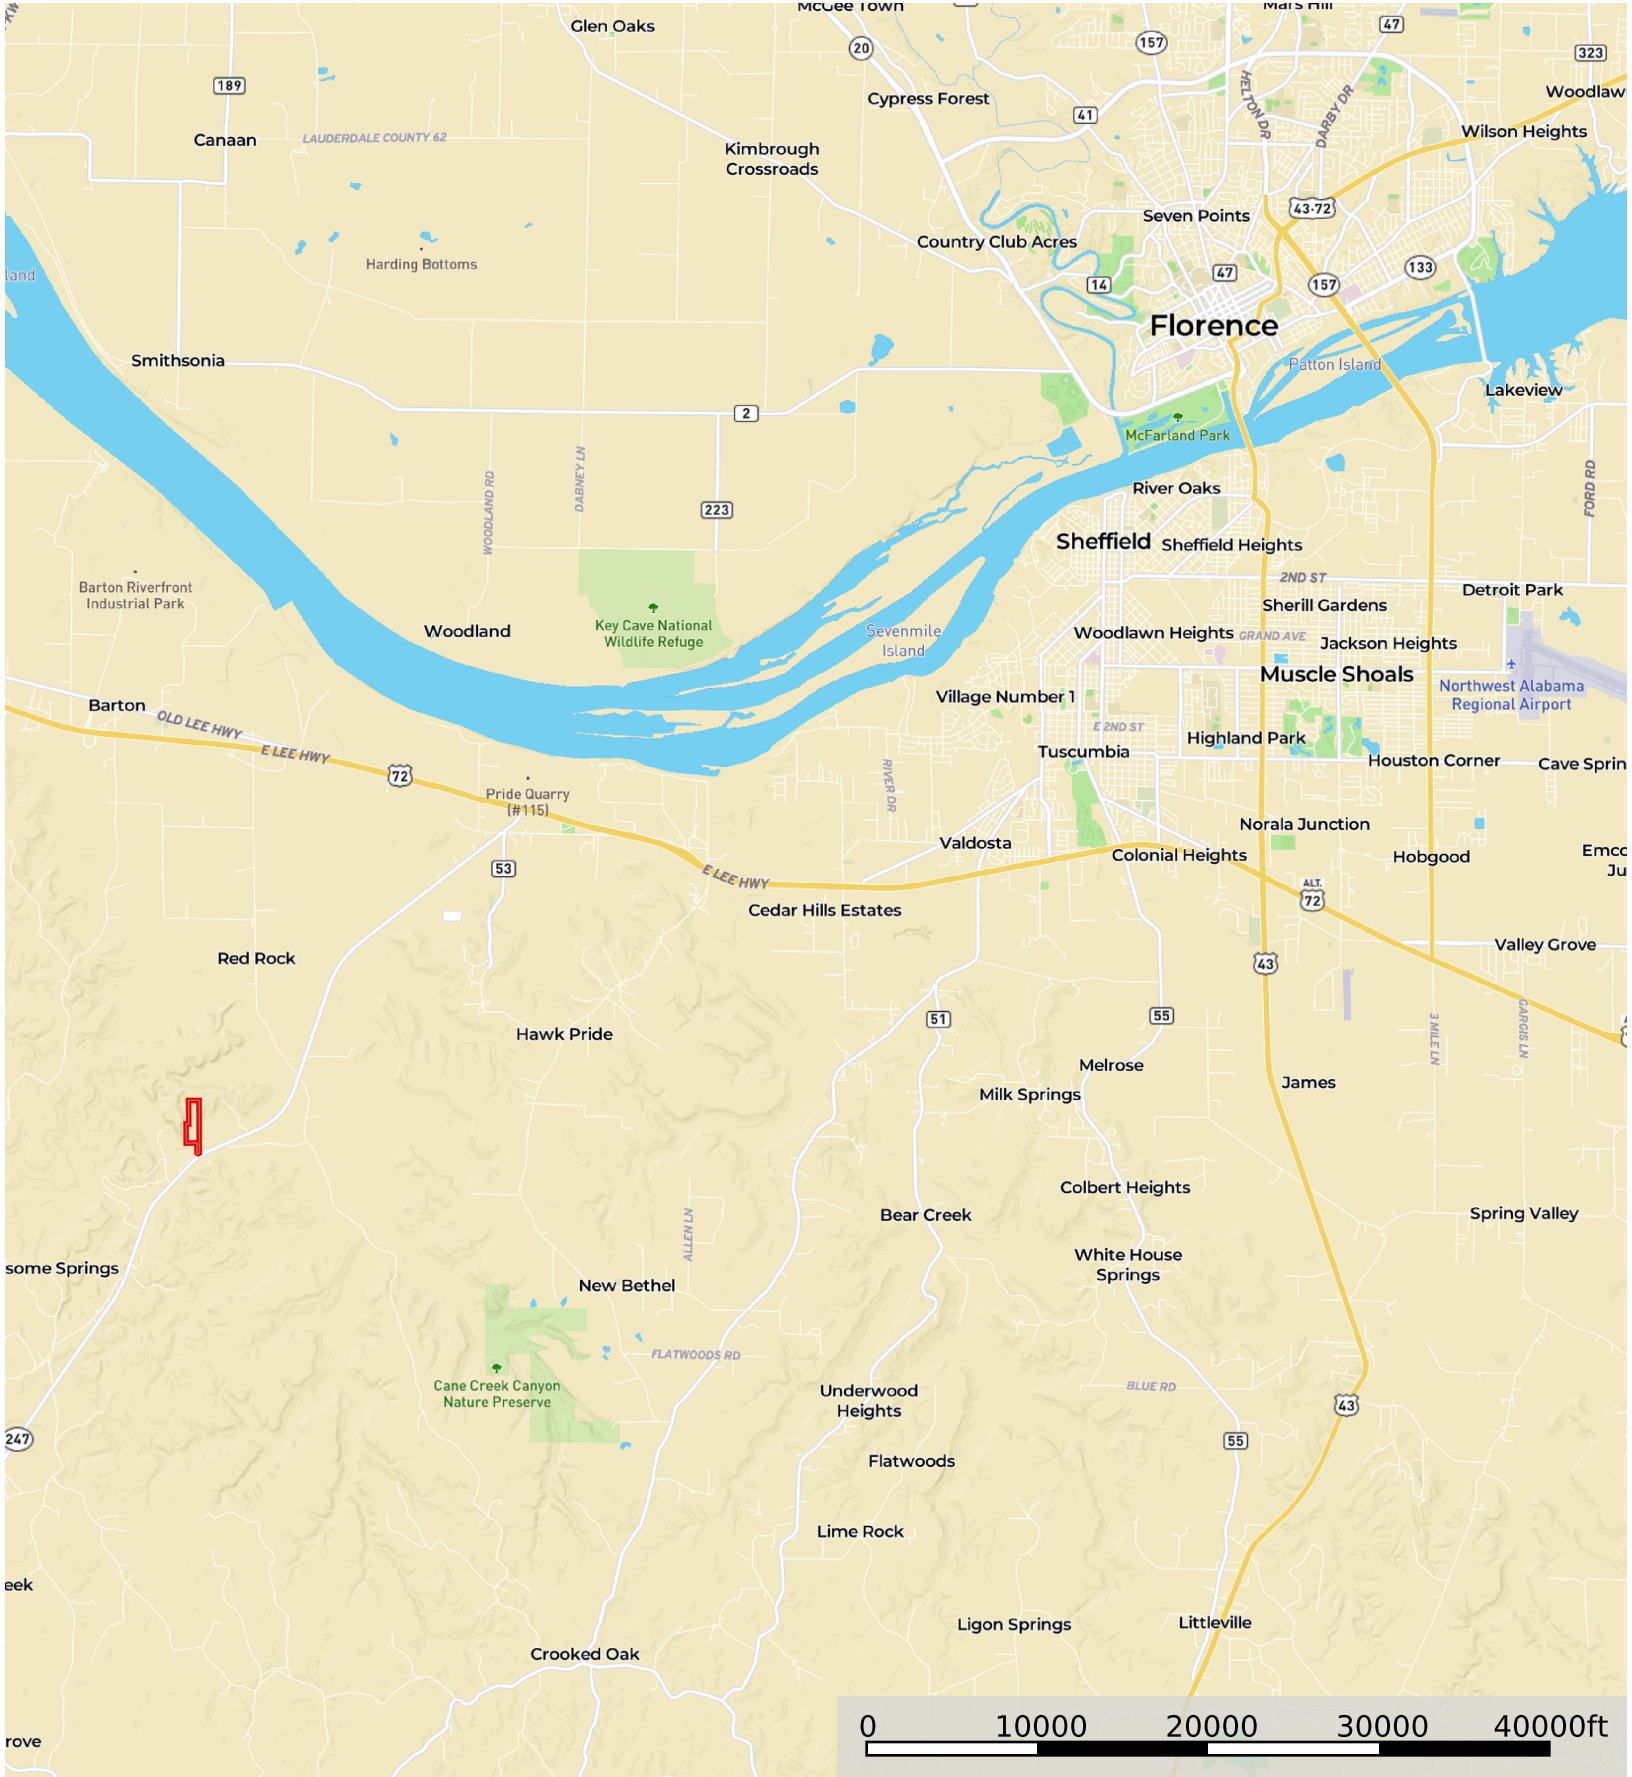 McGee Town
Mars Hill
Glen Oaks
47
20
157
323
189
Cypress Forest
HELTON DR
DARBY DR
Woodlaw
41
Wilson Heights
Canaan
LAUDERDALE COUNTY 62
Kimbrough
Crossroads
43-72
Seven Points
Country Club Acres
Harding Bottoms
133
land
47
14
157
Florence
Smithsonia
Patton Island
Lakeview
2
McFarland Park
DABNEY LN
WOODLAND RD
FORD RD
River Oaks
223
Sheffield
Sheffield Heights
2ND ST
Barton Riverfront
Industrial Park
Detroit Park
Sherill Gardens
Key Cave National
Wildlife Refuge
Woodland
Sevenmile
Island
Woodlawn Heights
GRAND AVE
Jackson Heights
Muscle Shoals
Northwest Alabama
Regional Airport
Village Number 1
Barton
OLD LEE HWY
E LEE HWY
E 2ND ST
Highland Park
Tuscumbia
Houston Corner
Cave Sprin
72
RIVER DR
Pride Quarry
(#115)
Norala Junction
Valdosta
Colonial Heights
Hobgood
Emco
Ju
53
E LEE HWY
ALT.
72
Cedar Hills Estates
Valley Grove
Red Rock
43
51
55
3 MILE LN
GARGIS LN
Hawk Pride
Melrose
James
Milk Springs
Colbert Heights
Bear Creek
Spring Valley
ALLEN LN
White House
Springs
some Springs
New Bethel
FLATWOODS RD
Cane Creek Canyon
Nature Preserve
BLUE RD
Underwood
Heights
43
247
55
Flatwoods
Lime Rock
eek
Ligon Springs
Littleville
Crooked Oak
rove
0
10000
20000
30000
40000ft